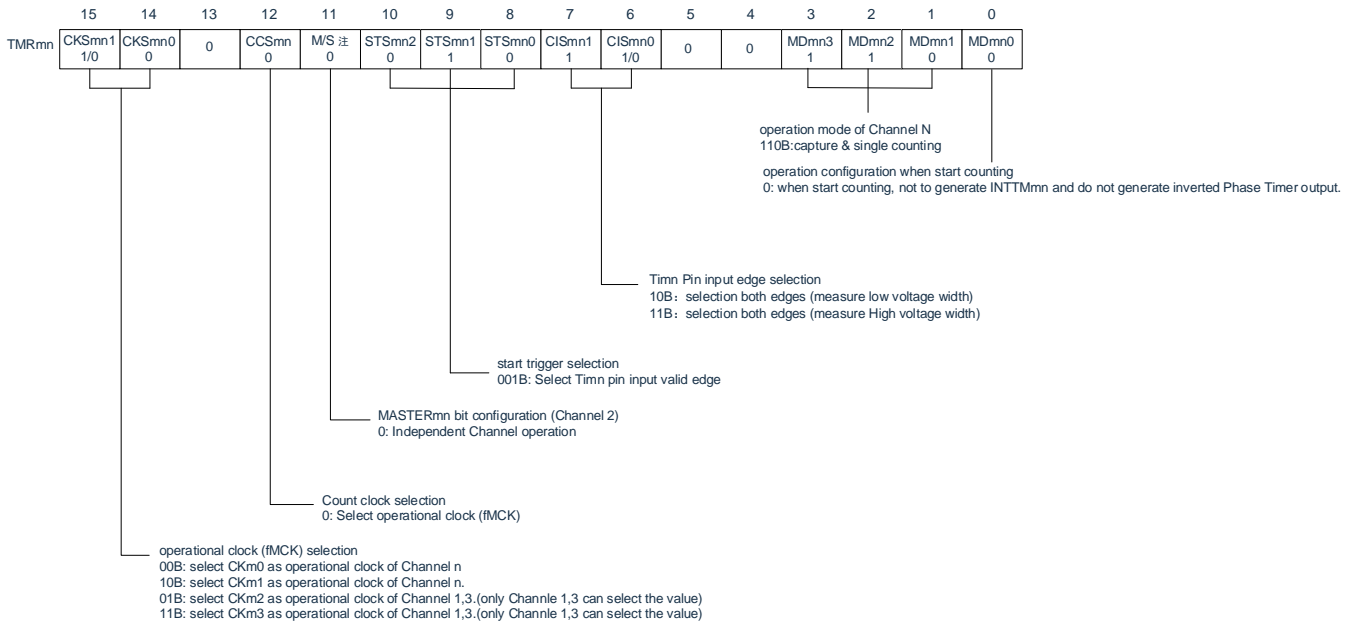 15 14 13 12 11 10 9 8 7 6 5 4 3 2 1 0
TMRmn CKSmn1 CKSmn0 0 CCSmn M/S 注 STSmn2 STSmn1 STSmn0 CISmn1 CISmn0 0 0 MDmn3 MDmn2 MDmn1 MDmn0
1/0 0 0 0 0 1 0 1 1/0 1 1 0 0
operation mode of Channel N
110B:capture & single counting
operation configuration when start counting
0: when start counting, not to generate INTTMmn and do not generate inverted Phase Timer output.
Timn Pin input edge selection
10B：selection both edges (measure low voltage width)
11B：selection both edges (measure High voltage width)
start trigger selection
001B: Select Timn pin input valid edge
MASTERmn bit configuration (Channel 2)
0: Independent Channel operation
Count clock selection
0: Select operational clock (fMCK)
operational clock (fMCK) selection
00B: select CKm0 as operational clock of Channel n
10B: select CKm1 as operational clock of Channel n.
01B: select CKm2 as operational clock of Channel 1,3.(only Channle 1,3 can select the value)
11B: select CKm3 as operational clock of Channel 1,3.(only Channle 1,3 can select the value)